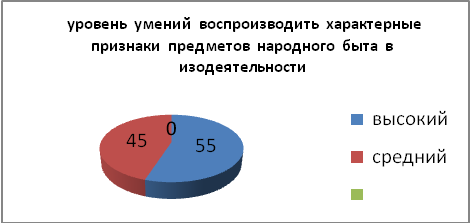 уровень умений воспроизводить характерные
признаки предметов народного быта в
изодеятельности
0
45
55
высокий
средний